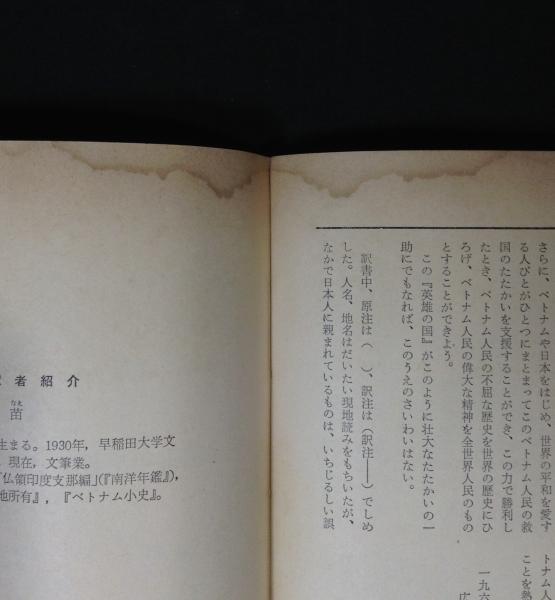 さらに、ベトナムや日本をはじめ、世界の平和を愛す
る人びとがひとつにまとまってこのベトナム人民の救
国のたたかいを支援することができ、この力で勝利し
たとき、ベトナム人民の不屈な歴史を世界の歴史にひ
ろげ、ベトナム人民の偉大な精神を全世界人民のもの
とすることができよう。
この『英雄の国』がこのように壮大なたたかいの一
助にでもなれば、このうえのさいわいはない。
訳書中、原注は（　）、訳注は（訳注――）でしめ
した。人名、地名はだいたい現地読みをもちいたが、
なかで日本人に親まれているものは、いちじるしい誤
トナム人
ことを熱
一九六
広
者紹介
苗
なえ
生まる。1930年，早稲田大学文
現在，文筆業。
「仏領印度支那編」(『南洋年鑑』),
地所有』，『ベトナム小史』。